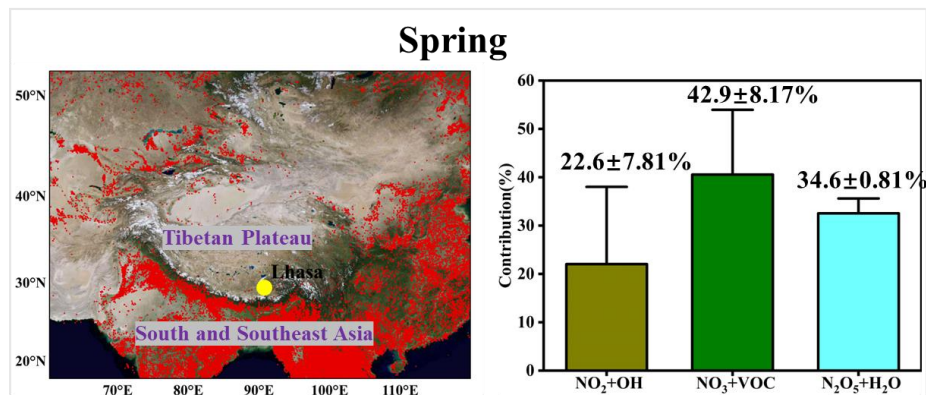 Spring
50°N
40°N
30°N
20°N
70°E 80°E 90°E 100°E 110°E
Tibetan Plateau
Lhasa
South and Southeast Asia
Contribution(%)
60
50
40
30
20
10
0
22.6±7.81%
42.9±8.17%
34.6±0.81%
NO₂+OH NO₃+VOC N₂O₅+H₂O